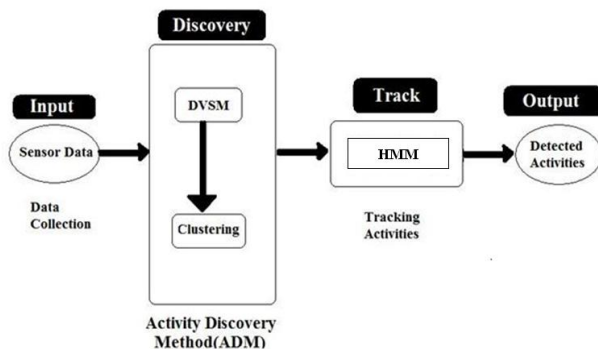 Discovery
Input
Track
Output
DVSM
Sensor Data
HMM
Detected
Activities
Data
Collection
Clustering
Tracking
Activities
Activity Discovery
Method(ADM)